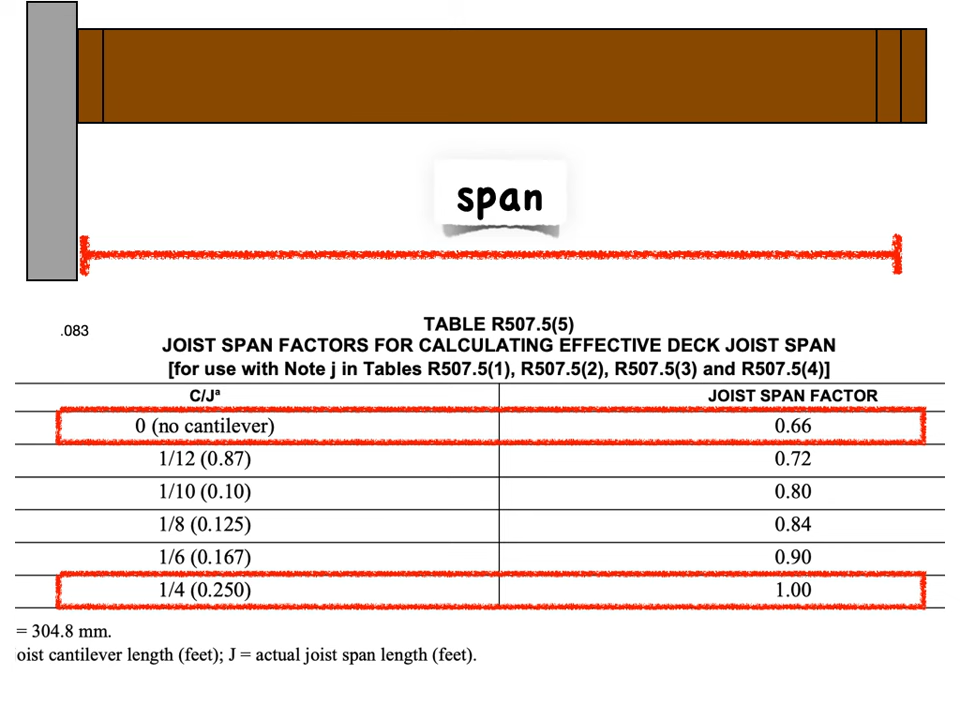 span
.083
TABLE R507.5(5)
JOIST SPAN FACTORS FOR CALCULATING EFFECTIVE DECK JOIST SPAN
[for use with Note j in Tables R507.5(1), R507.5(2), R507.5(3) and R507.5(4)]
C/Jᵃ JOIST SPAN FACTOR
0 (no cantilever) 0.66
1/12 (0.87) 0.72
1/10 (0.10) 0.80
1/8 (0.125) 0.84
1/6 (0.167) 0.90
1/4 (0.250) 1.00
= 304.8 mm.
oist cantilever length (feet); J = actual joist span length (feet).